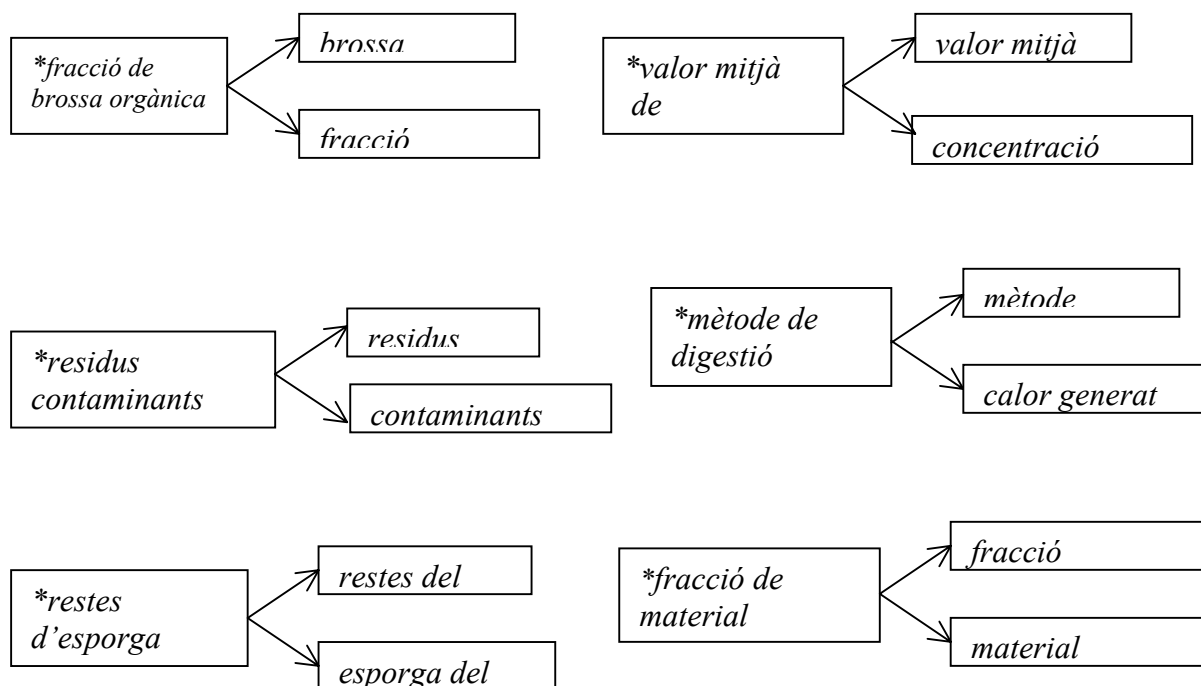 *fracció de
brossa orgànica
brossa
fracció
*valor mitjà
de
valor mitjà
concentració
*residus
contaminants
residus
contaminants
*mètode de
digestió
mètode
calor generat
*restes
d’esporga
restes del
esporga del
*fracció de
material
fracció
material